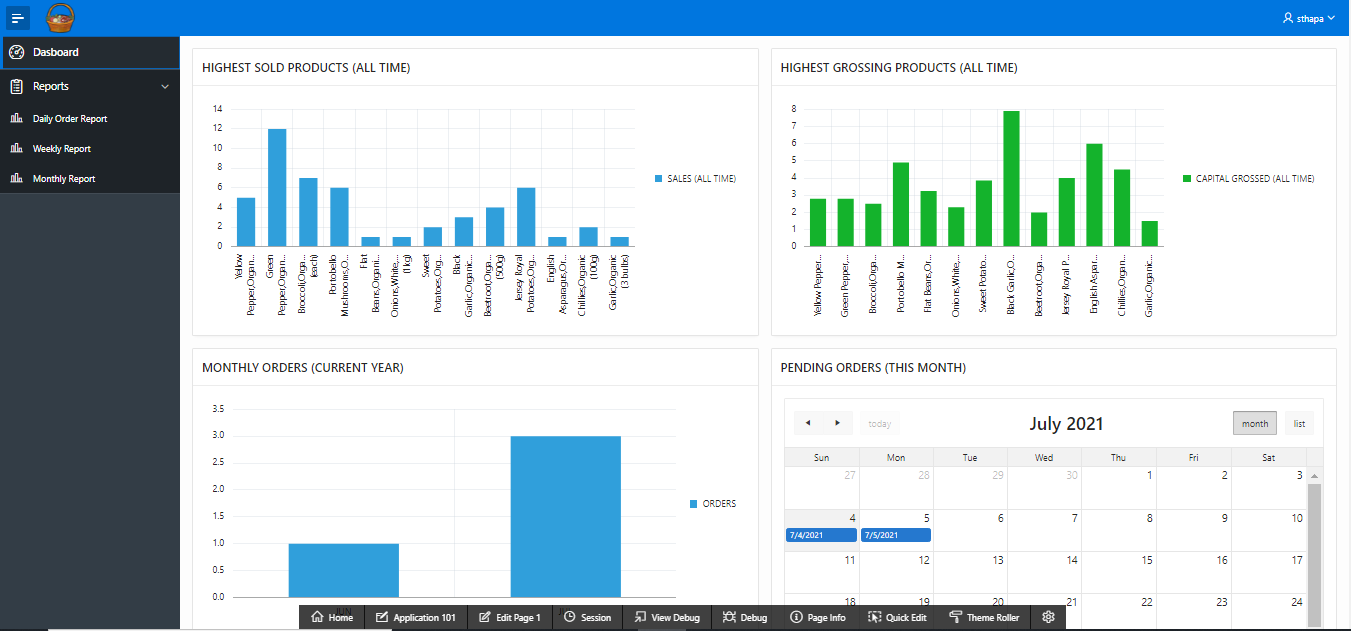 sthapa
Dasboard
Reports
Daily Order Report
Weekly Report
Monthly Report
HIGHEST SOLD PRODUCTS (ALL TIME)
14
12
10
8
6
4
2
0
Yellow
Pepper,Organ...
Green
Pepper,Organ...
Broccoli,Orga...
(each)
Portobello
Mushrooms,O...
Flat
Beans,Organi...
Onions,White,...
(1kg)
Sweet
Potatoes,Org...
Black
Garlic,Organic...
Beetroot,Orga...
(500g)
Jersey Royal
Potatoes,Org...
English
Asparagus,Or...
Chillies,Organic
(100g)
Garlic,Organic
(3 bulbs)
SALES (ALL TIME)
HIGHEST GROSSING PRODUCTS (ALL TIME)
8
7
6
5
4
3
2
1
0
Yellow Pepper...
Green Pepper,...
Broccoli,Orga...
Portobello M...
Flat Beans,Or...
Onions,White,...
Sweet Potato...
Black Garlic,O...
Beetroot,Orga...
Jersey Royal P...
English Aspar...
Chillies,Organ...
Garlic,Organic...
CAPITAL GROSSED (ALL TIME)
MONTHLY ORDERS (CURRENT YEAR)
3.5
3.0
2.5
2.0
1.5
1.0
0.5
0.0
JUN
ORDERS
PENDING ORDERS (THIS MONTH)
today
July 2021
month list
Sun Mon Tue Wed Thu Fri Sat
27 28 29 30 1 2 3
4 5 6 7 8 9 10
7/4/2021 7/5/2021
11 12 13 14 15 16 17
18 19 20 21 22 23 24
Home Application 101 Edit Page 1 Session View Debug Debug Page Info Quick Edit Theme Roller